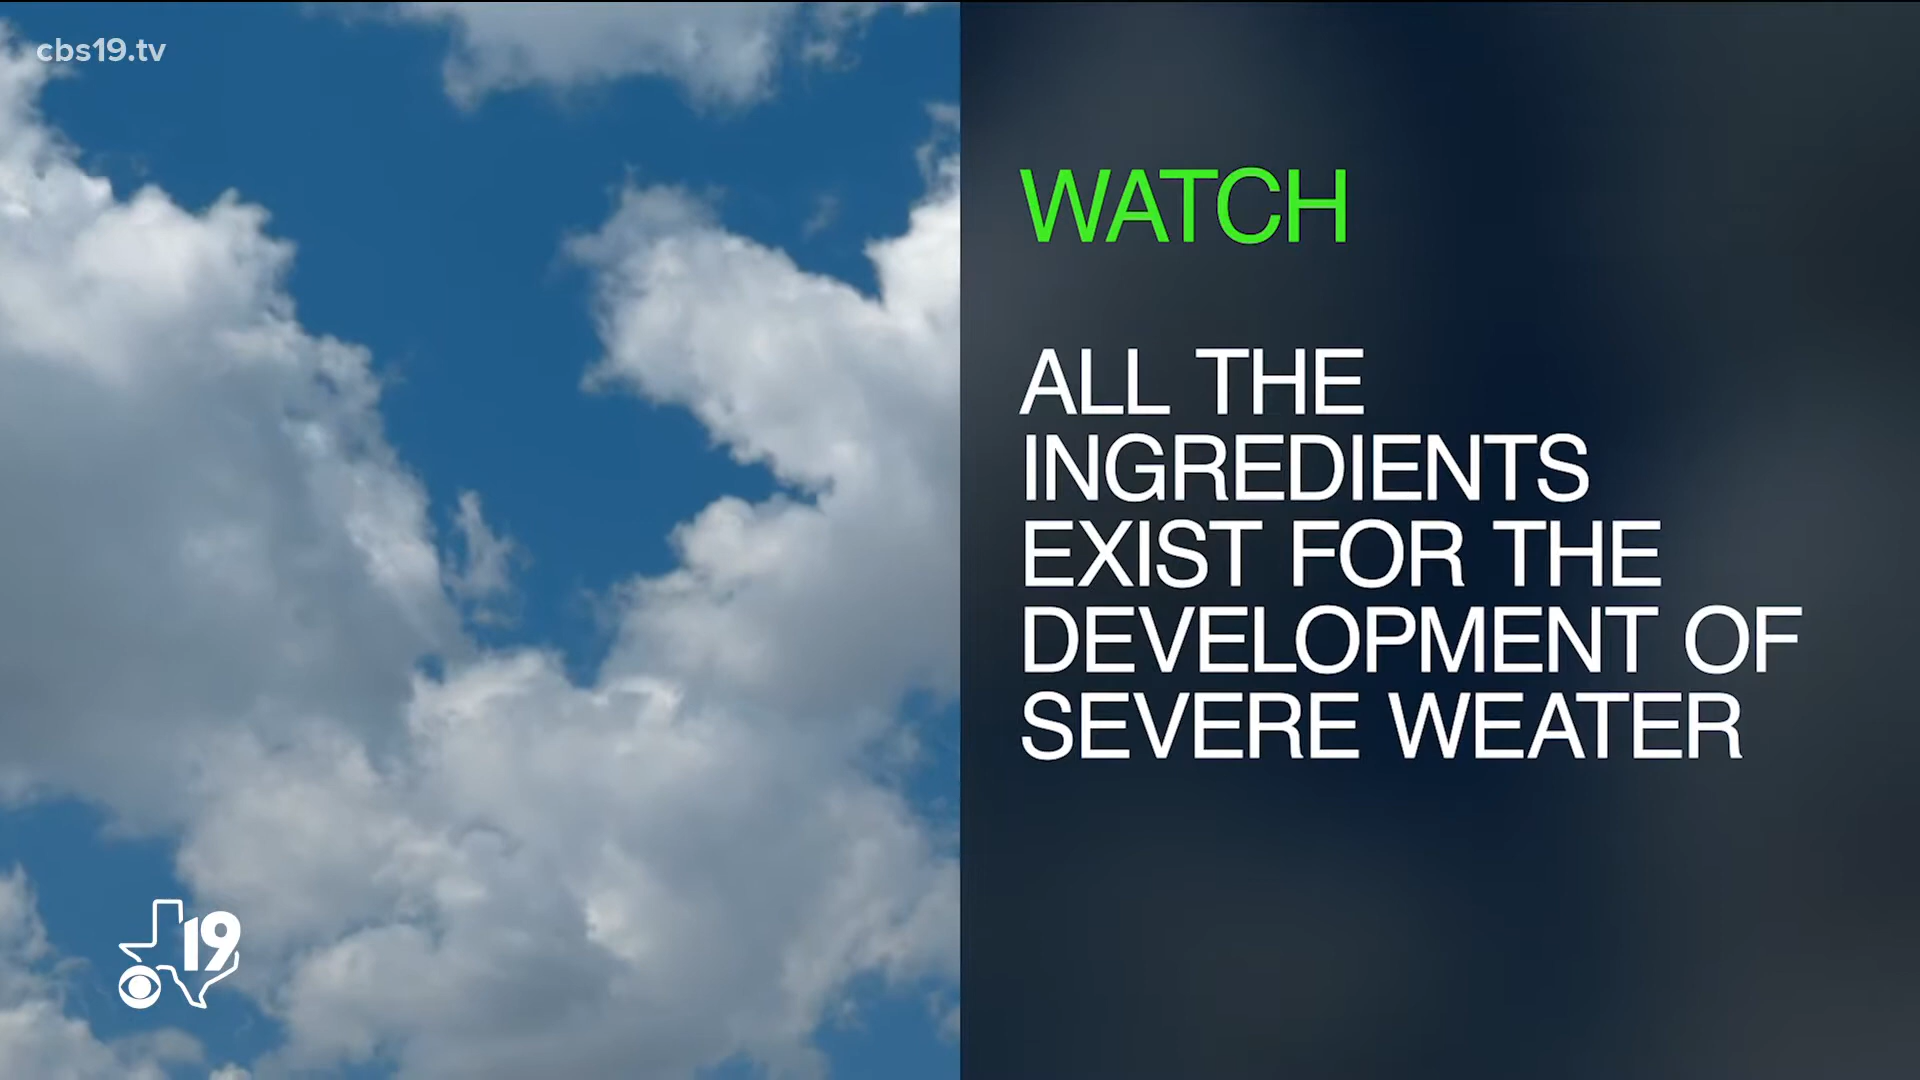 cbs19.tv
WATCH
ALL THE
INGREDIENTS
EXIST FOR THE
DEVELOPMENT OF
SEVERE WEATER
19